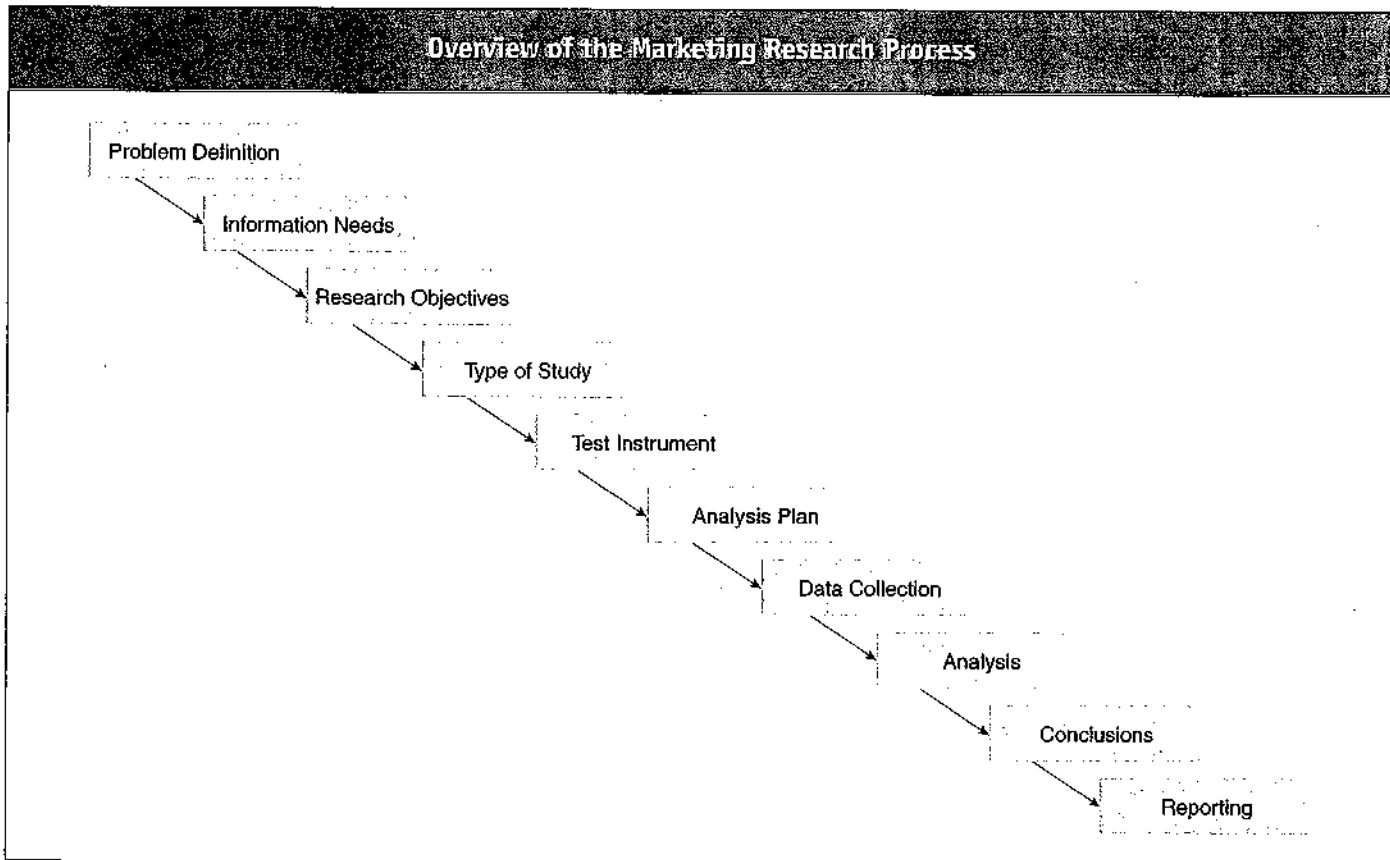 Overview of the Marketing Research Process
Problem Definition
Information Needs
Research Objectives
Type of Study
Test Instrument
Analysis Plan
Data Collection
Analysis
Conclusions
Reporting